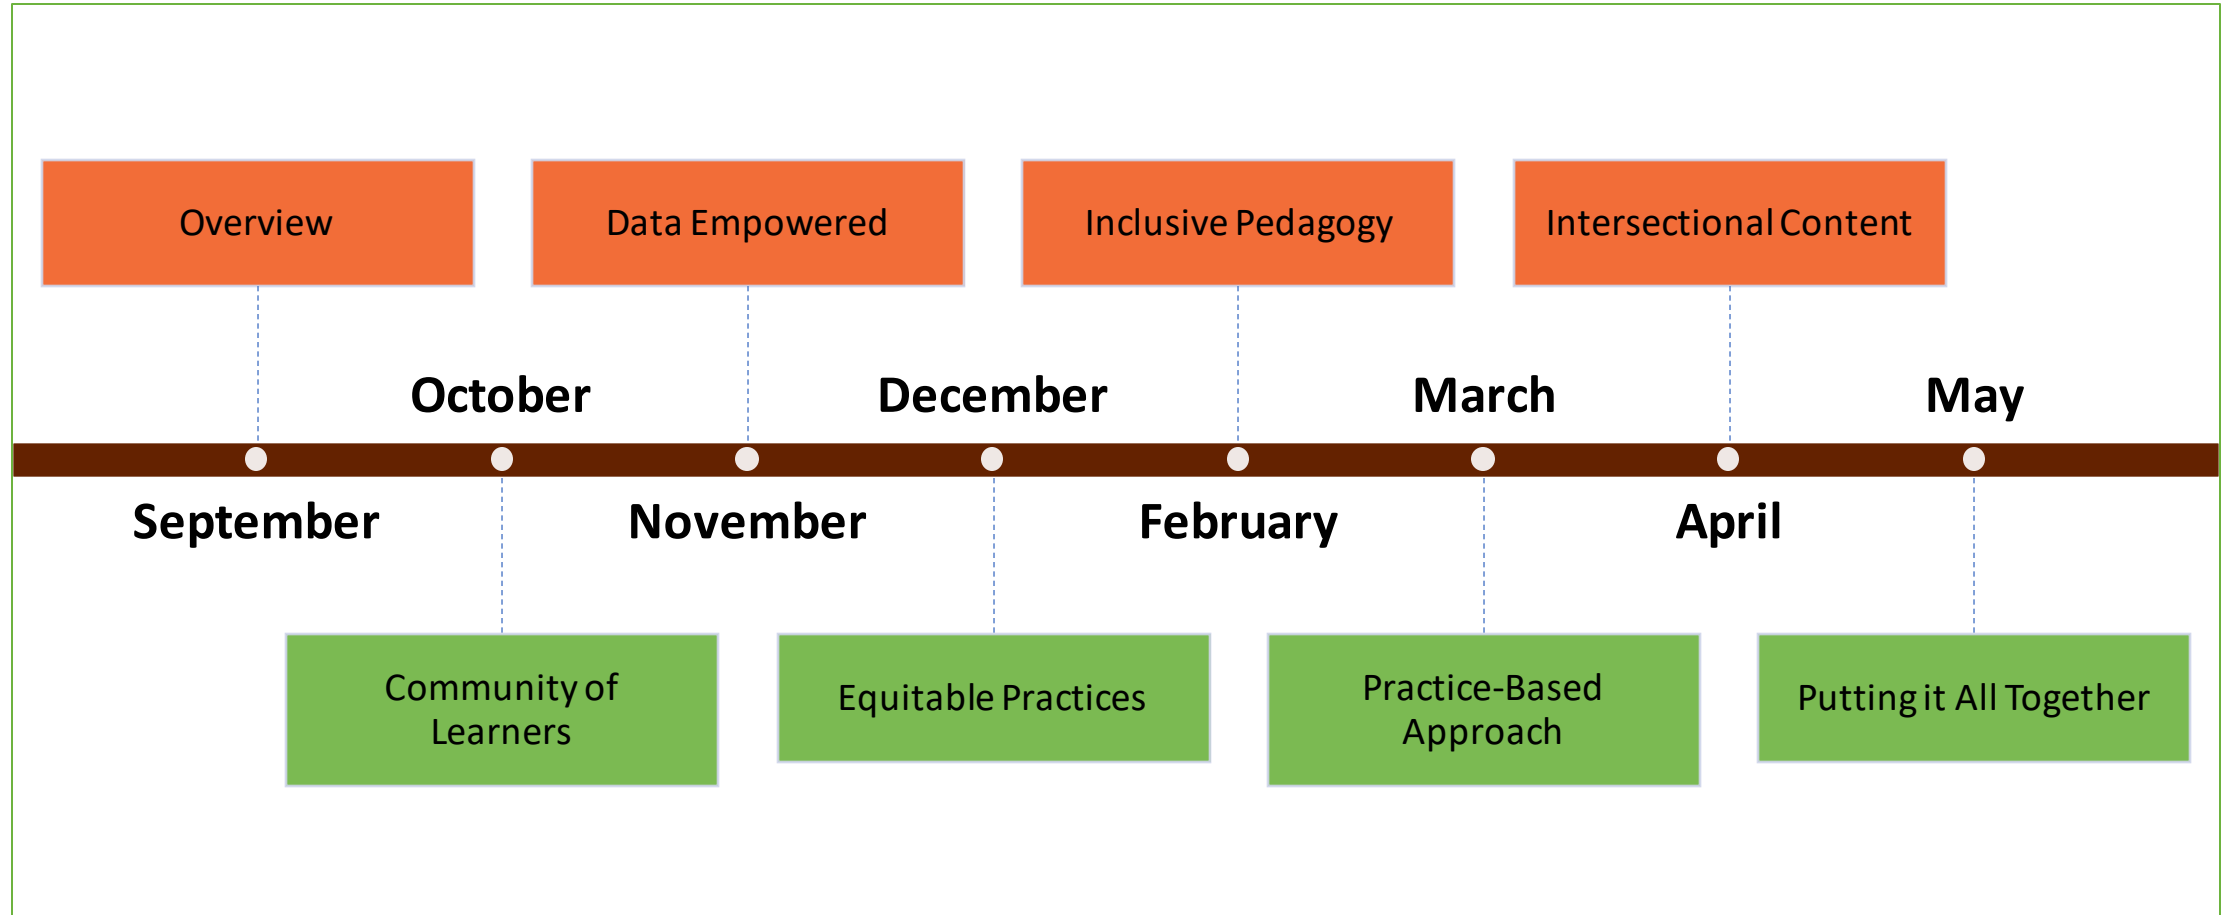 Overview
Data Empowered
Inclusive Pedagogy
Intersectional Content
October
December
March
May
September
November
February
April
Community of
Learners
Equitable Practices
Practice-Based
Approach
Putting it All Together